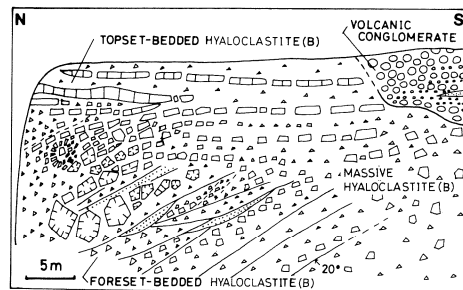 N
S
VOLCANIC
CONGLOMERATE
TOPSET-BEDDED HYALOCLASTITE(B)
MASSIVE
HYALOCLASTITE(B)
20°
5m
FORESET-BEDDED HYALOCLASTITE(B)